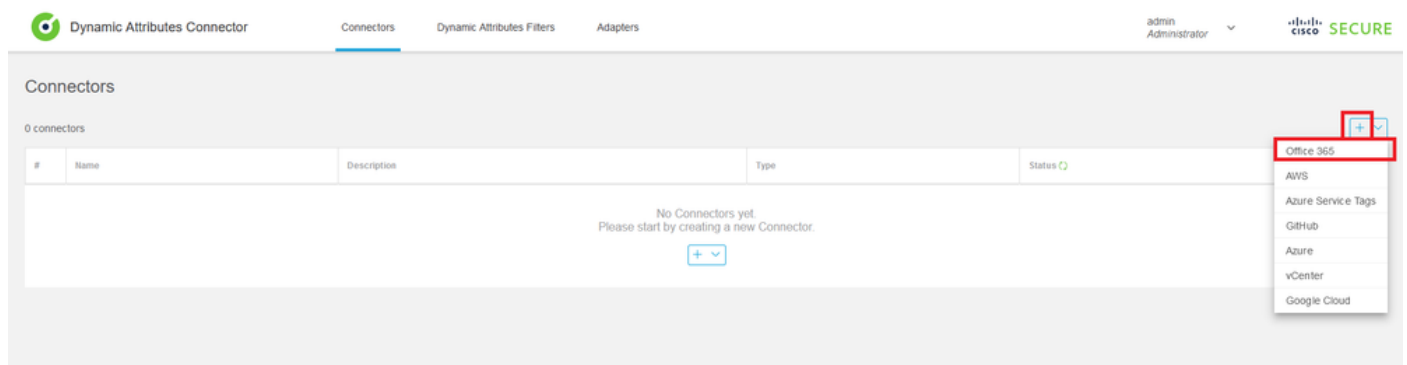 Dynamic Attributes Connector
Connectors
Dynamic Attributes Filters
Adapters
admin
Administrator
cisco SECURE
Connectors
0 connectors
# Name Description Type Status
No Connectors yet.
Please start by creating a new Connector.
Office 365
AWS
Azure Service Tags
GitHub
Azure
vCenter
Google Cloud